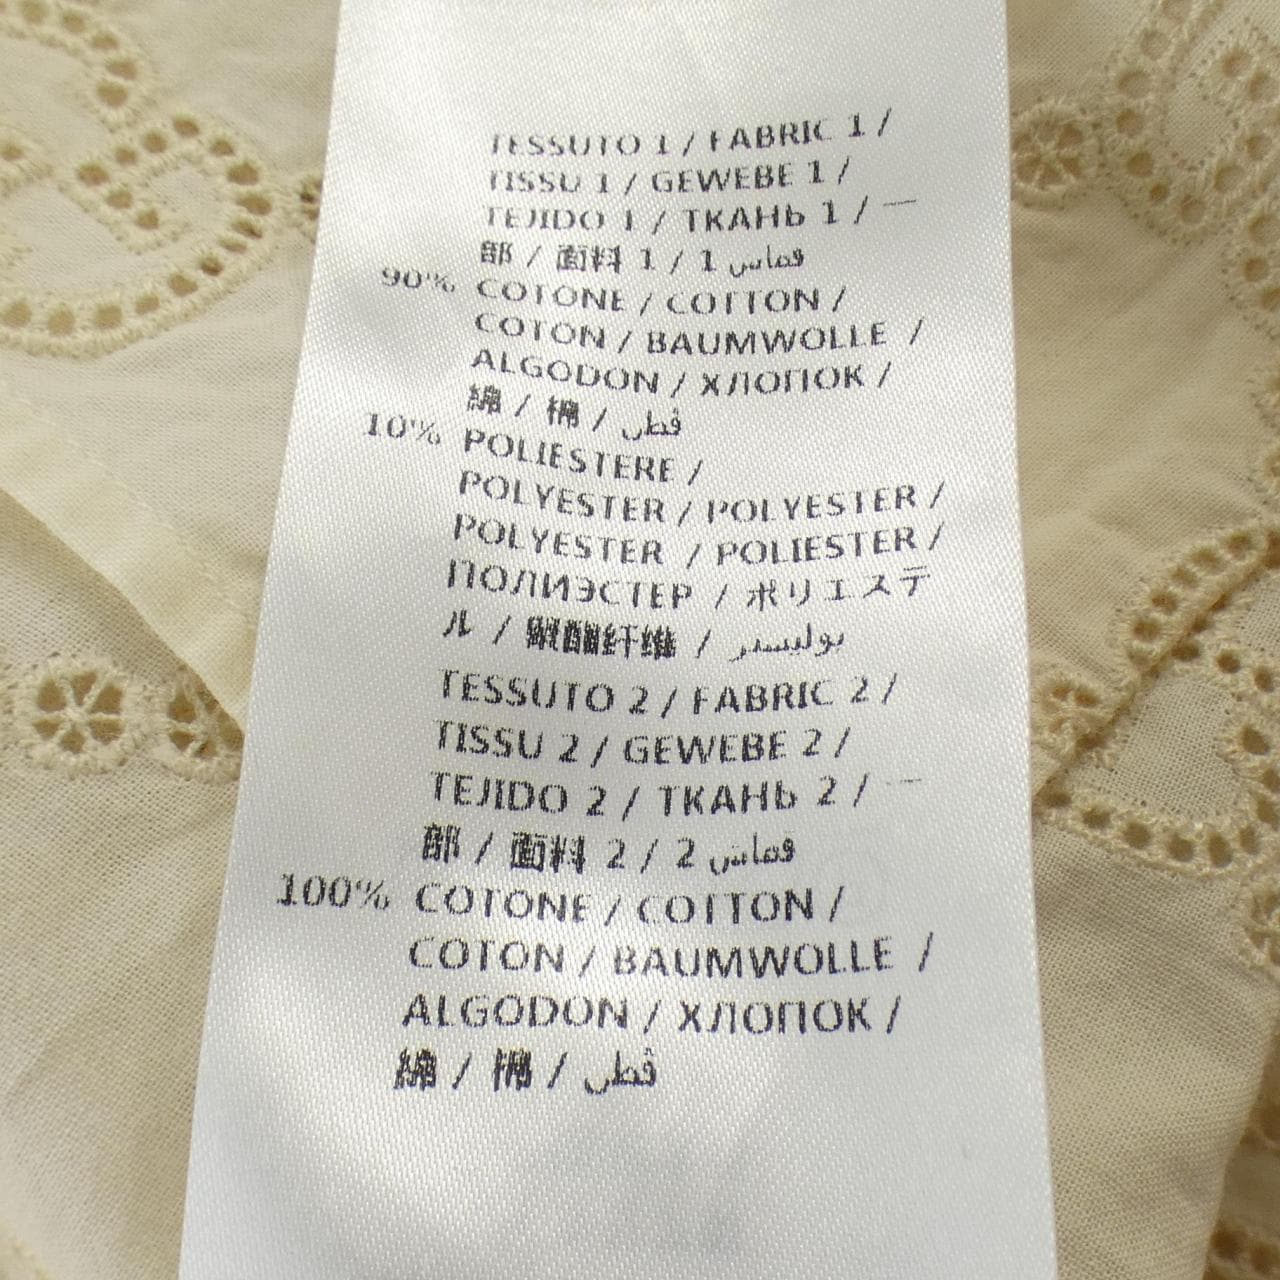 TESSUTO 1 / FABRIC 1 /
TISSU 1 / GEWEBE 1 /
TEJIDO 1 / ТКАНЬ 1 / 一
部 / 面料 1 / 1 قماش
90% COTONE / COTTON /
COTON / BAUMWOLLE /
ALGODON / ХЛОПОК /
綿 / 棉 / قطن
10% POLIESTERE /
POLYESTER / POLYESTER /
POLYESTER / POLIESTER /
ПОЛИЭСТЕР / ポリエステ
ル / 聚酯纤维 / بوليستر
TESSUTO 2 / FABRIC 2 /
TISSU 2 / GEWEBE 2 /
TEJIDO 2 / ТКАНЬ 2 / 一
部 / 面料 2 / 2 قماش
100% COTONE / COTTON /
COTON / BAUMWOLLE /
ALGODON / ХЛОПОК /
綿 / 棉 / قطن